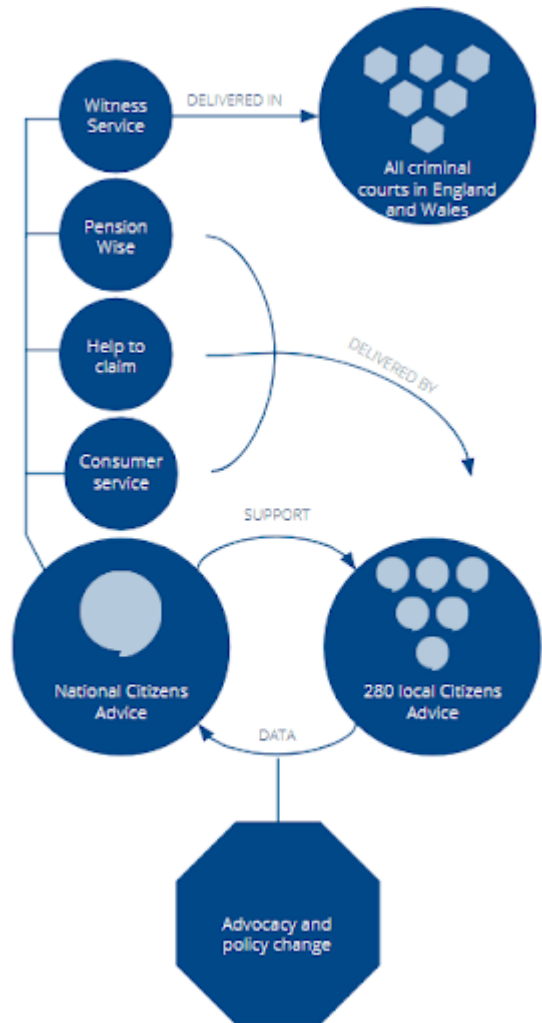 Witness
Service
DELIVERED IN
All criminal
courts in England
and Wales
Pension
Wise
Help to
claim
DELIVERED BY
Consumer
service
SUPPORT
National Citizens
Advice
280 local Citizens
Advice
DATA
Advocacy and
policy change